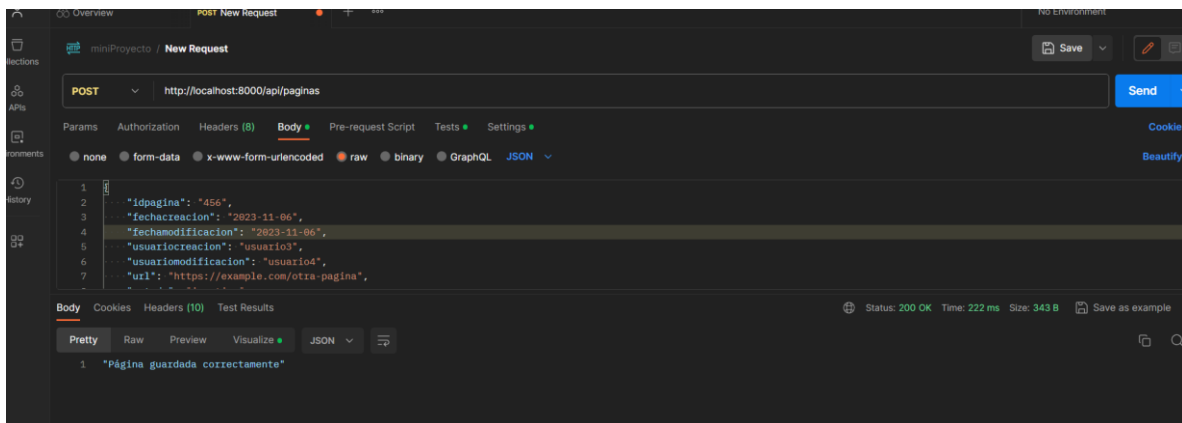 Overview POST New Request No Environment
miniProyecto / New Request Save
POST http://localhost:8000/api/paginas Send
APIs
Params Authorization Headers (8) Body Pre-request Script Tests Settings Cookie
none form-data x-www-form-urlencoded raw binary GraphQL JSON Beautify
1 {
2 "idpagina": "456",
3 "fechacreacion": "2023-11-06",
4 "fechamodificacion": "2023-11-06",
5 "usuariocreacion": "usuario3",
6 "usuariomodificacion": "usuario4",
7 "url": "https://example.com/otra-pagina",
Body Cookies Headers (10) Test Results Status: 200 OK Time: 222 ms Size: 343 B Save as example
Pretty Raw Preview Visualize JSON
1 "Página guardada correctamente"